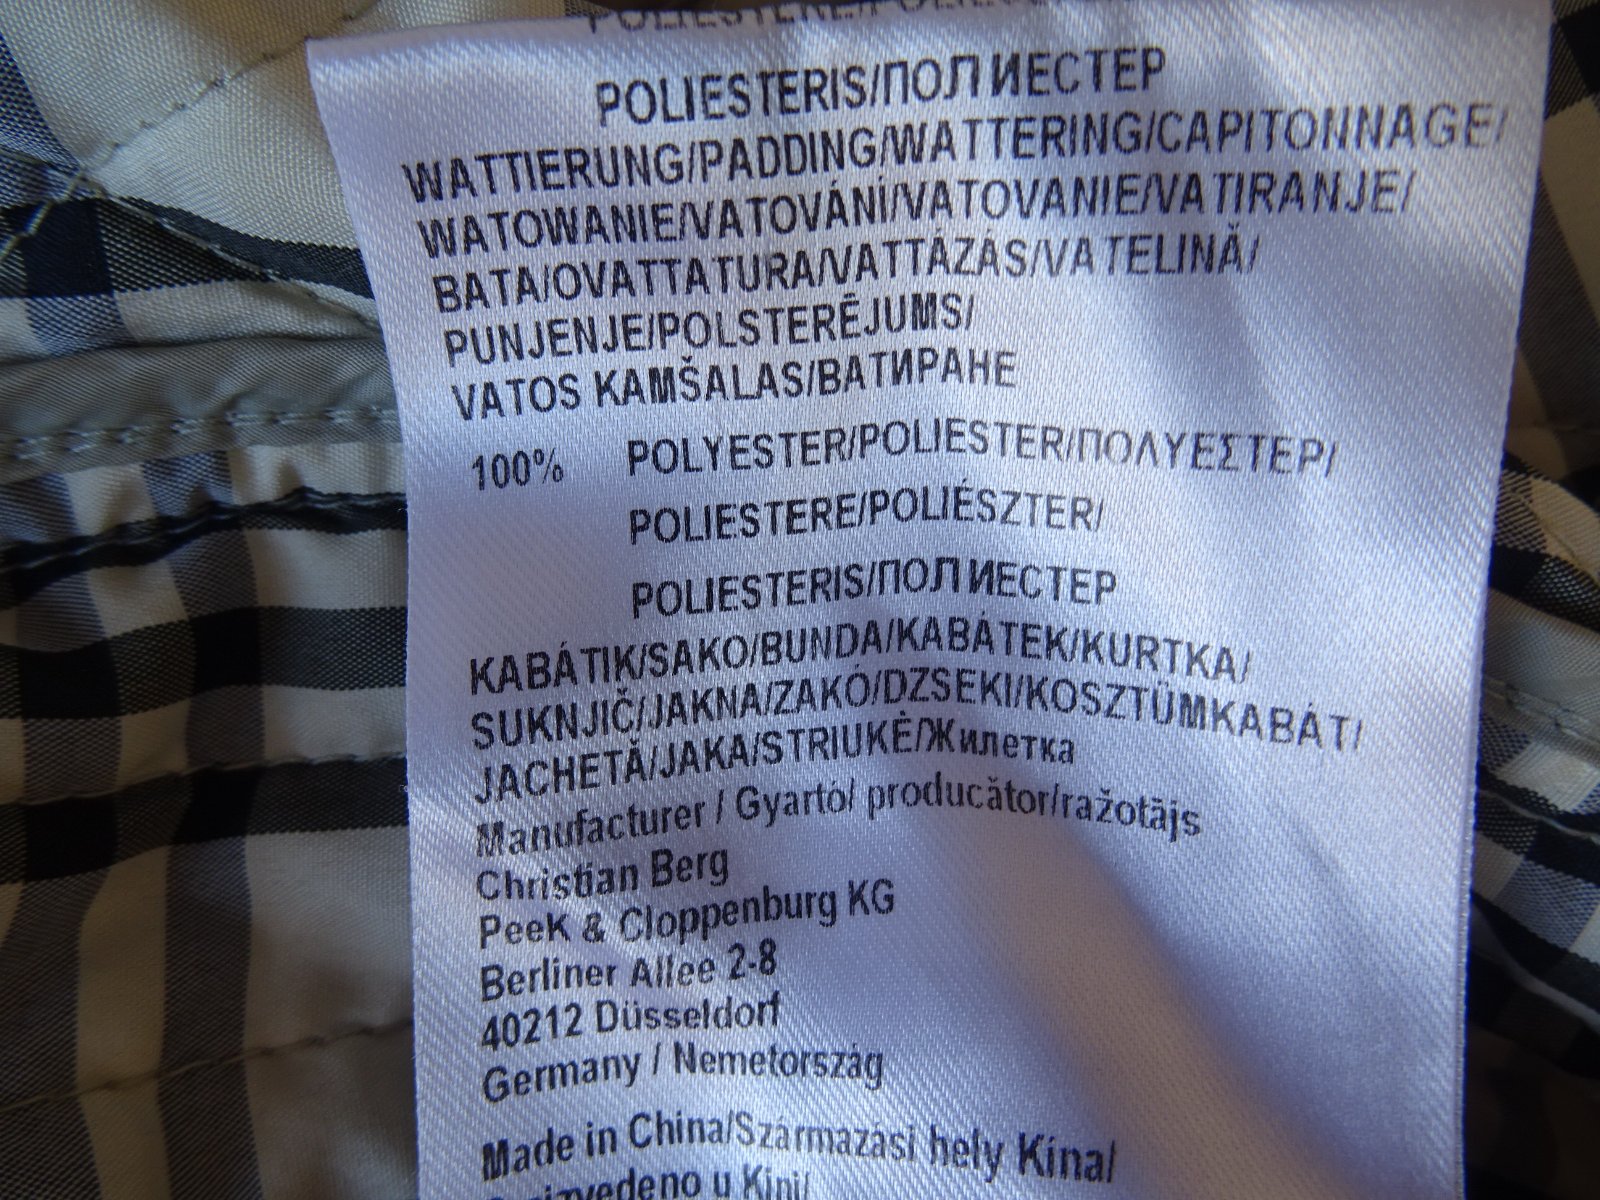 POLIESTERIS/ПОЛИЕСТЕР
WATTIERUNG/PADDING/WATTERING/CAPITONNAGE/
WATOWANIE/VATOVÁNÍ/VATOVANIE/VATIRANJE/
BATA/OVATTATURA/VATTÁZÁS/VATELINĂ/
PUNJENJE/POLSTERĒJUMS/
VATOS KAMŠALAS/ВАТИРАНЕ
100% POLYESTER/POLIESTER/ΠΟΛΥΕΣΤΕΡ/
POLIESTERE/POLIÉSZTER/
POLIESTERIS/ПОЛИЕСТЕР
KABÁTIK/SAKO/BUNDA/KABÁTEK/KURTKA/
SUKNJIČ/JAKNA/ZAKÓ/DZSEKI/KOSZTÜMKABÁT/
JACHETĂ/JAKA/STRIUKĖ/Жилетка
Manufacturer / Gyartó/ producător/ražotājs
Christian Berg
PeeK & Cloppenburg KG
Berliner Allee 2-8
40212 Düsseldorf
Germany / Nemetország
Made in China/Származási hely Kína/
u Kini/